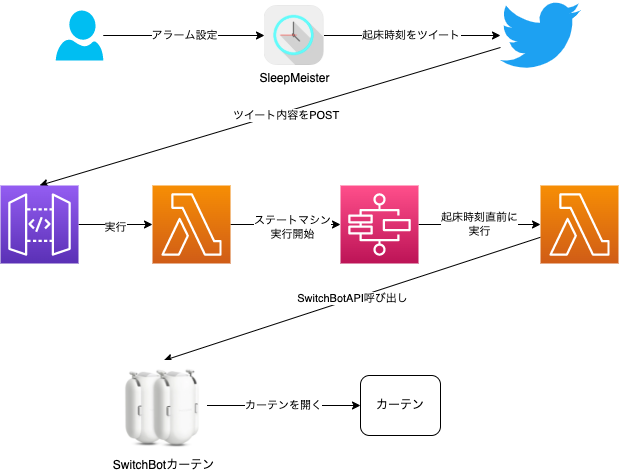 アラーム設定
起床時刻をツイート
SleepMeister
ツイート内容をPOST
</>
実行
ステートマシン
実行開始
起床時刻直前に
実行
SwitchBotAPI呼び出し
カーテンを開く
カーテン
SwitchBotカーテン